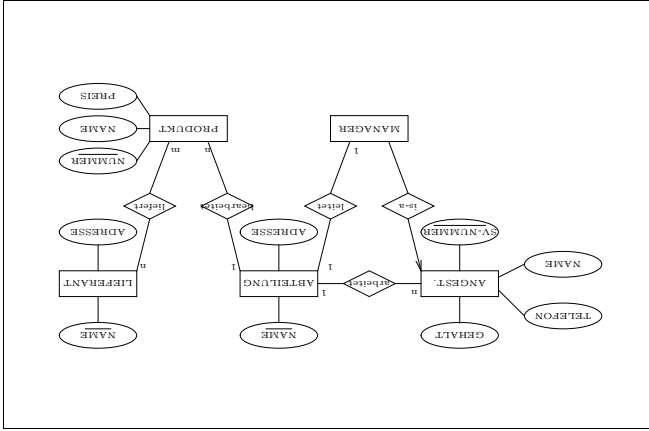 GEHALT
NAME
NAME
TELEFON
n
1
ANGEST.
arbeitet
ABTEILUNG
LIEFERANT
NAME
1
1
n
SV-NUMMER
ADRESSE
ADRESSE
is-a
leitet
bearbeitet
liefert
NUMMER
1
n
m
MANAGER
PRODUKT
NAME
PREIS